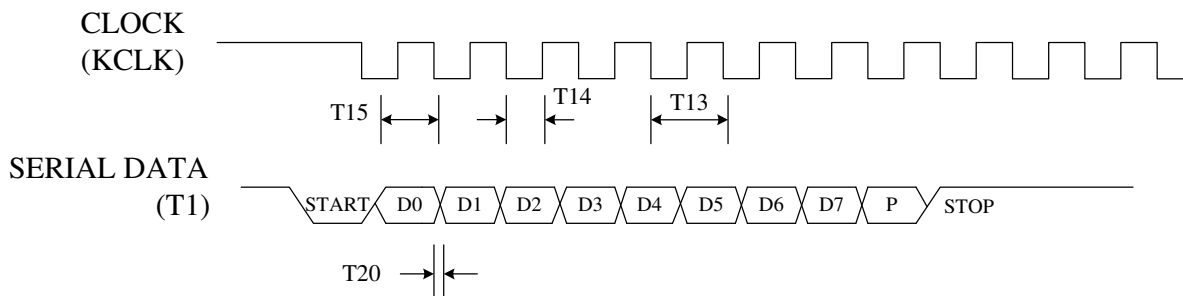 CLOCK
(KCLK)
T15
T14
T13
SERIAL DATA
(T1)
START D0 D1 D2 D3 D4 D5 D6 D7 P STOP
T20